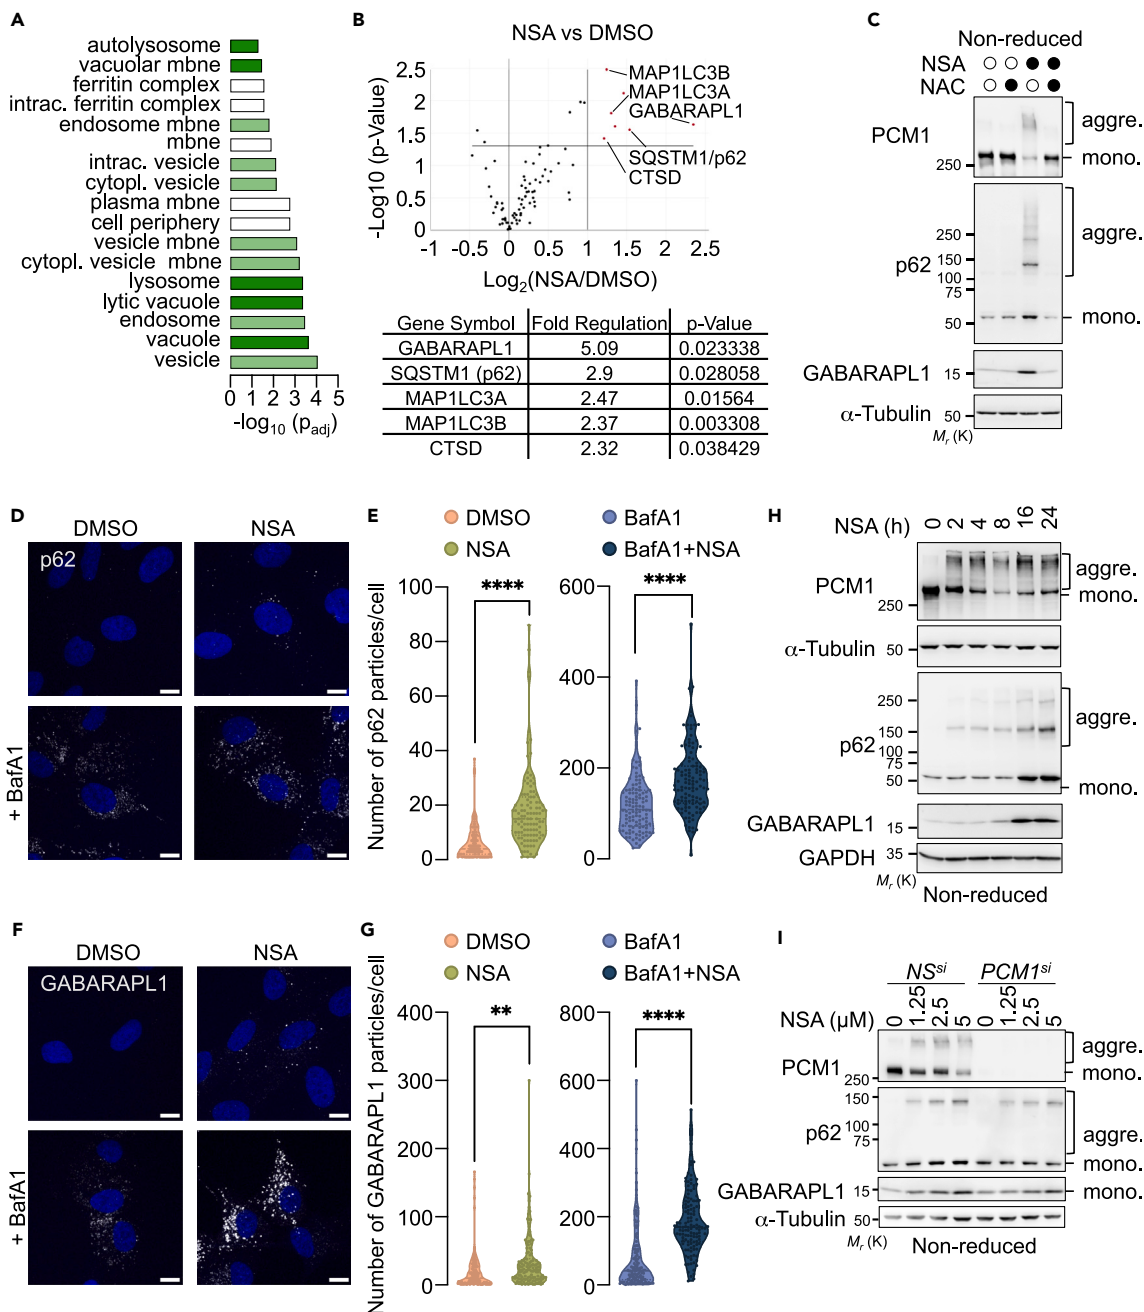 A
autolysosome
vacuolar mbne
ferritin complex
intrac. ferritin complex
endosome mbne
mbne
intrac. vesicle
cytopl. vesicle
plasma mbne
cell periphery
vesicle mbne
cytopl. vesicle mbne
lysosome
lytic vacuole
endosome
vacuole
vesicle
0 1 2 3 4 5
-log10 (padj)
B
NSA vs DMSO
-Log10 (p-Value)
2.5
2
1.5
1
0.5
0
-1 -0.5 0 0.5 1 1.5 2 2.5
Log2(NSA/DMSO)
MAP1LC3B
MAP1LC3A
GABARAPL1
SQSTM1/p62
CTSD
Gene Symbol Fold Regulation p-Value
GABARAPL1 5.09 0.023338
SQSTM1 (p62) 2.9 0.028058
MAP1LC3A 2.47 0.01564
MAP1LC3B 2.37 0.003308
CTSD 2.32 0.038429
C
Non-reduced
NSA
NAC
PCM1
250
aggre.
mono.
p62
250
150
100
75
50
aggre.
mono.
GABARAPL1
15
α-Tubulin
50
Mr (K)
D
DMSO NSA
p62
+ BafA1
E
DMSO
NSA
BafA1
BafA1+NSA
Number of p62 particles/cell
100
80
60
40
20
0
****
600
400
200
0
****
F
DMSO NSA
GABARAPL1
+ BafA1
G
DMSO
NSA
BafA1
BafA1+NSA
Number of GABARAPL1 particles/cell
400
300
200
100
0
**
800
600
400
200
0
****
H
NSA (h) 0 2 4 8 16 24
PCM1
250
aggre.
mono.
α-Tubulin
50
p62
250
150
100
75
50
aggre.
mono.
GABARAPL1
15
GAPDH
35
Mr (K)
Non-reduced
I
NSsi PCM1si
NSA (µM) 0 1.25 2.5 5 0 1.25 2.5 5
PCM1
250
aggre.
mono.
p62
150
100
75
aggre.
mono.
GABARAPL1
15
mono.
α-Tubulin
50
Mr (K)
Non-reduced